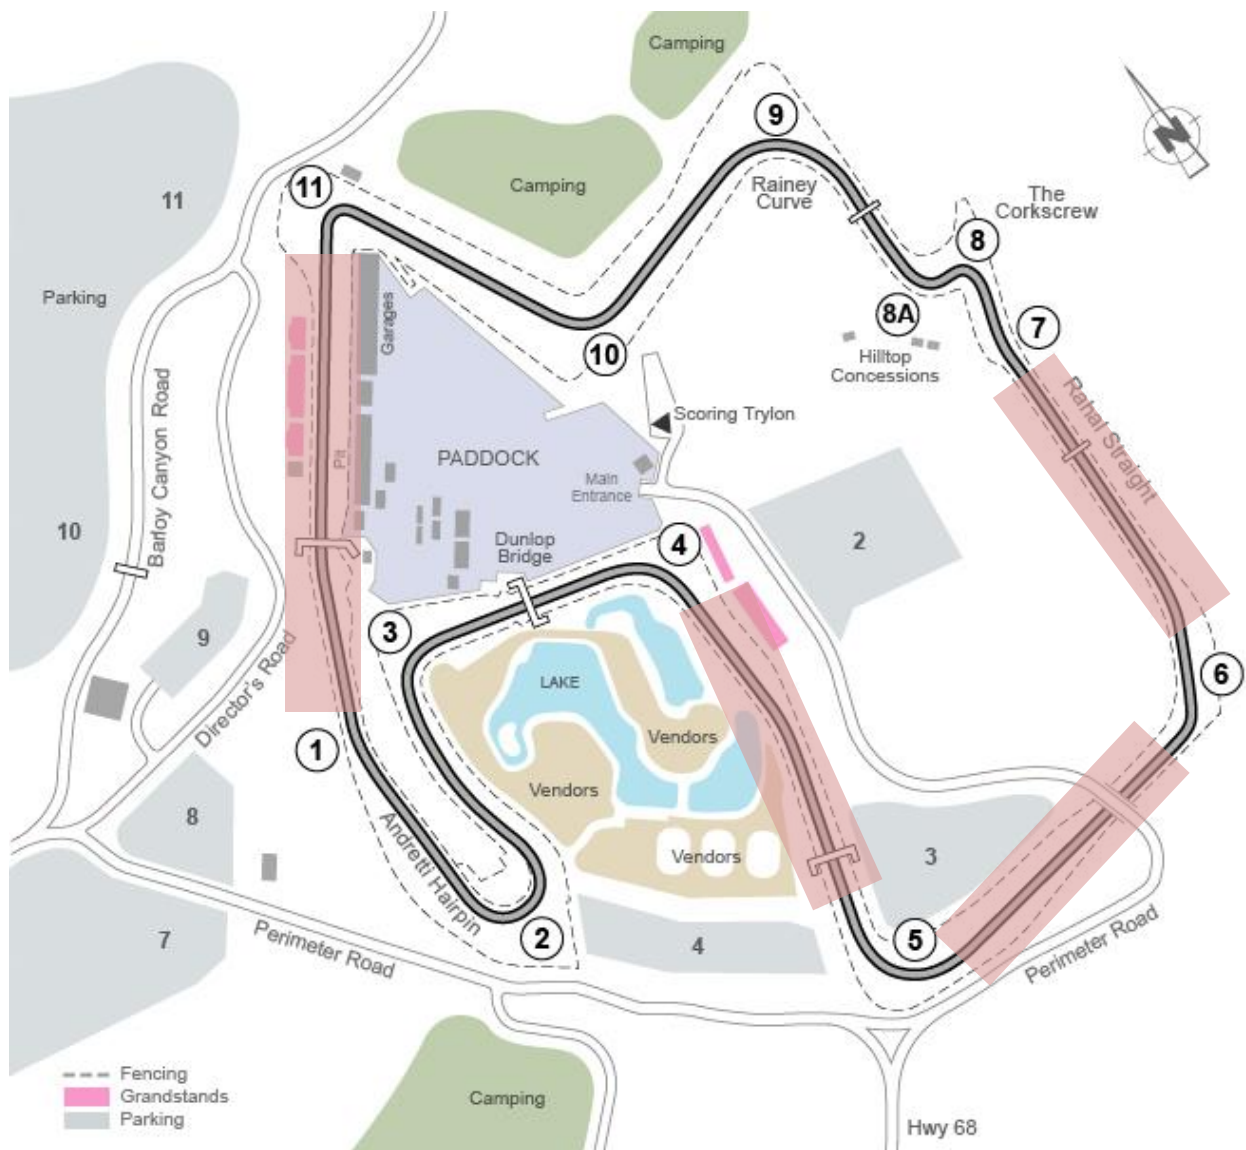 Camping
11
Camping
9
Rainey
Curve
The
Corkscrew
8
8A
7
Hilltop
Concessions
N
11
Parking
Garages
10
Scoring Trylon
Rahal Straight
Barloy Canyon Road
Pit
PADDOCK
Main
Entrance
10
Dunlop
Bridge
4
2
3
9
LAKE
6
Director's Road
Vendors
1
Vendors
8
Andretti Hairpin
Vendors
3
7
Perimeter Road
2
4
5
Perimeter Road
Fencing
Grandstands
Parking
Camping
Hwy 68